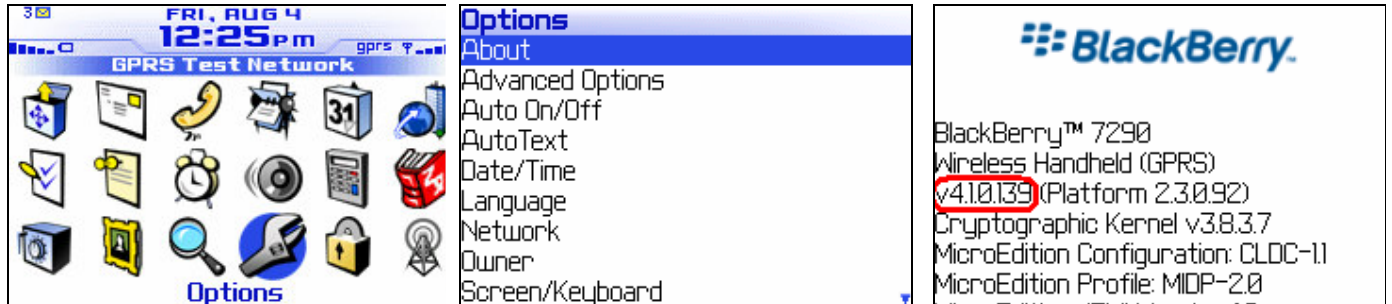 3
FRI, AUG 4
12:25PM
gprs
GPRS Test Network
31
Options
Options
About
Advanced Options
Auto On/Off
AutoText
Date/Time
Language
Network
Owner
Screen/Keyboard
BlackBerry
BlackBerry™ 7290
Wireless Handheld (GPRS)
v4.1.0.139 (Platform 2.3.0.92)
Cryptographic Kernel v3.8.3.7
MicroEdition Configuration: CLDC-1.1
MicroEdition Profile: MIDP-2.0